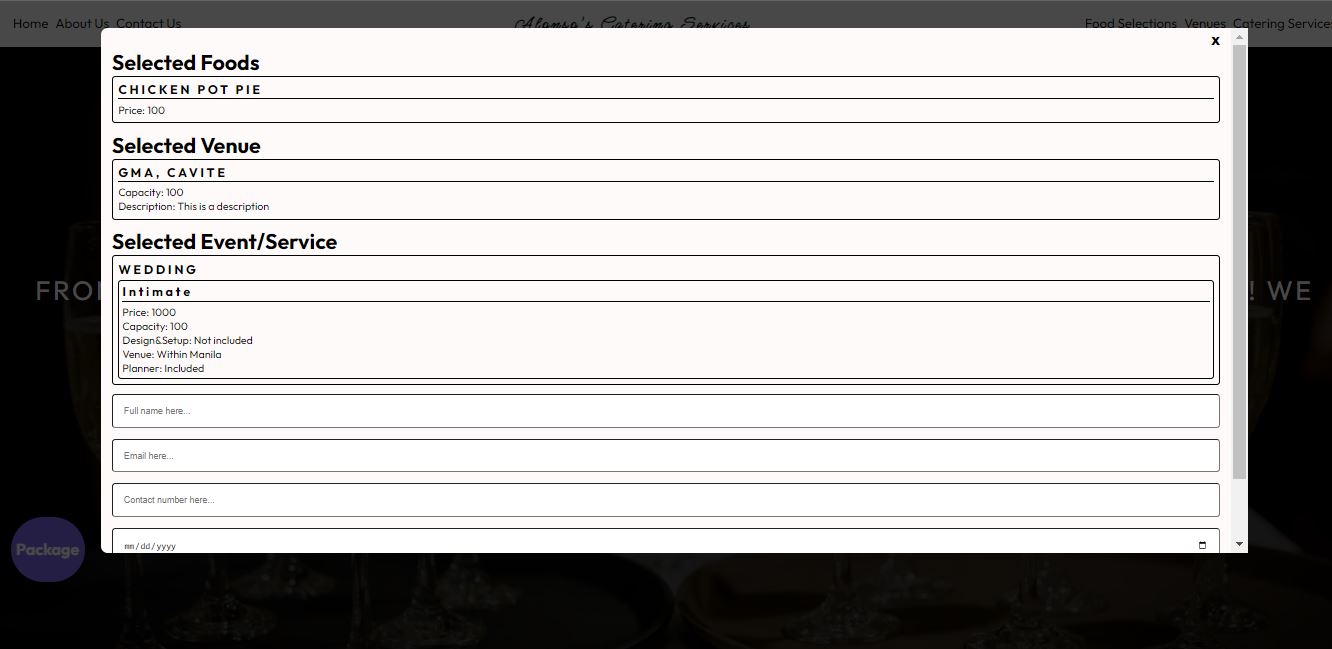 Home About Us Contact Us
Alonso's Catering Services
Food Selections Venues Catering Service
x
Selected Foods
CHICKEN POT PIE
Price: 100
Selected Venue
GMA, CAVITE
Capacity: 100
Description: This is a description
Selected Event/Service
WEDDING
Intimate
Price: 1000
Capacity: 100
Design&Setup: Not included
Venue: Within Manila
Planner: Included
! WE
Full name here...
Email here...
Contact number here...
mm/dd/yyyy
Package